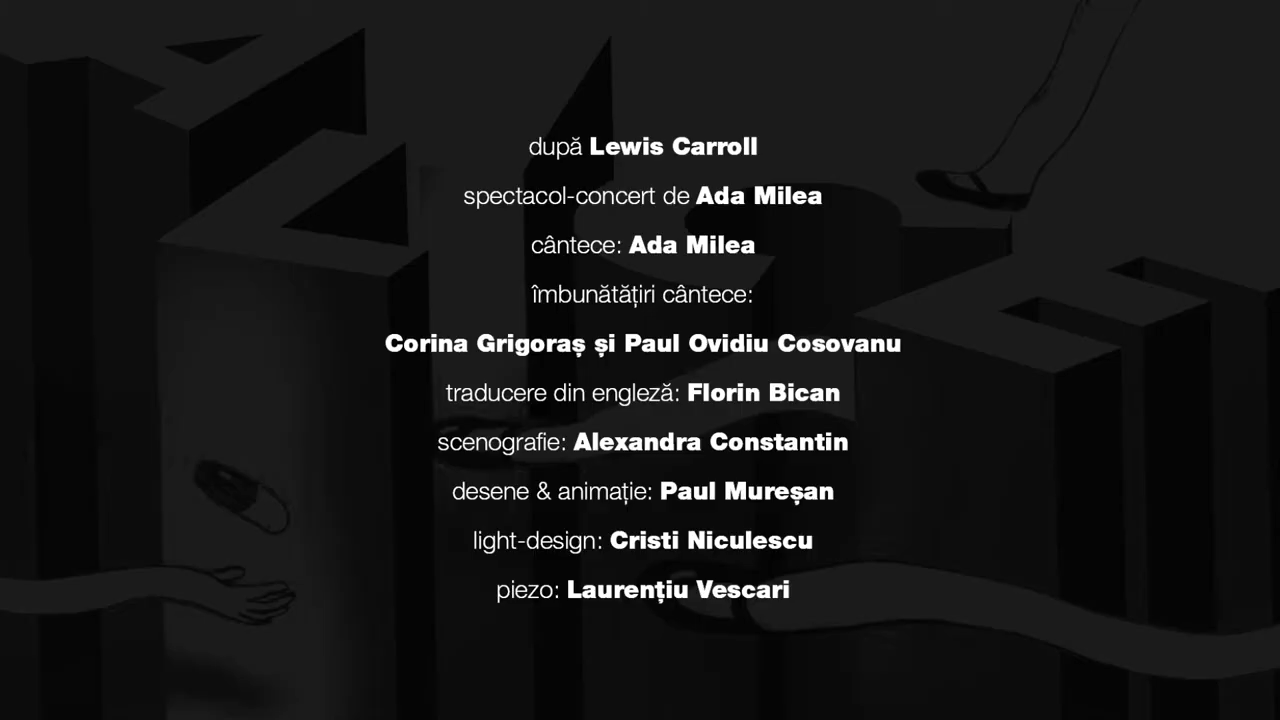 după Lewis Carroll
spectacol-concert de Ada Milea
cântece: Ada Milea
îmbunătățiri cântece:
Corina Grigoraș și Paul Ovidiu Cosovanu
traducere din engleză: Florin Bican
scenografie: Alexandra Constantin
desene & animație: Paul Mureșan
light-design: Cristi Niculescu
piezo: Laurențiu Vescari